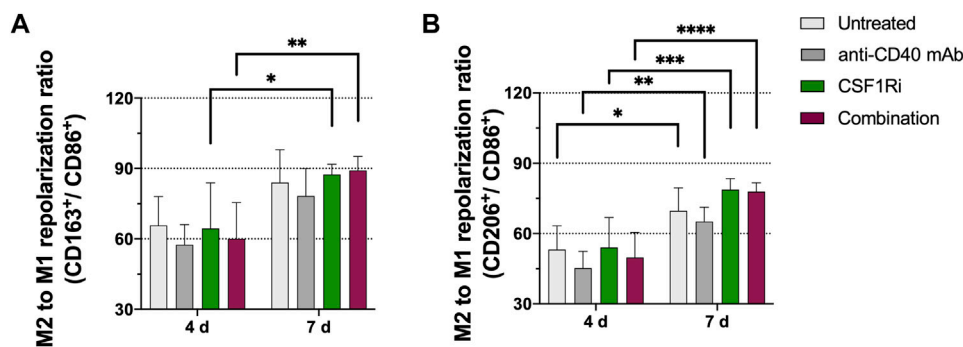 A
M2 to M1 repolarization ratio
(CD163+/ CD86+)
120
90
60
30
**
*
4 d
7 d
B
M2 to M1 repolarization ratio
(CD206+/ CD86+)
120
90
60
30
****
***
**
*
4 d
7 d
Untreated
anti-CD40 mAb
CSF1Ri
Combination